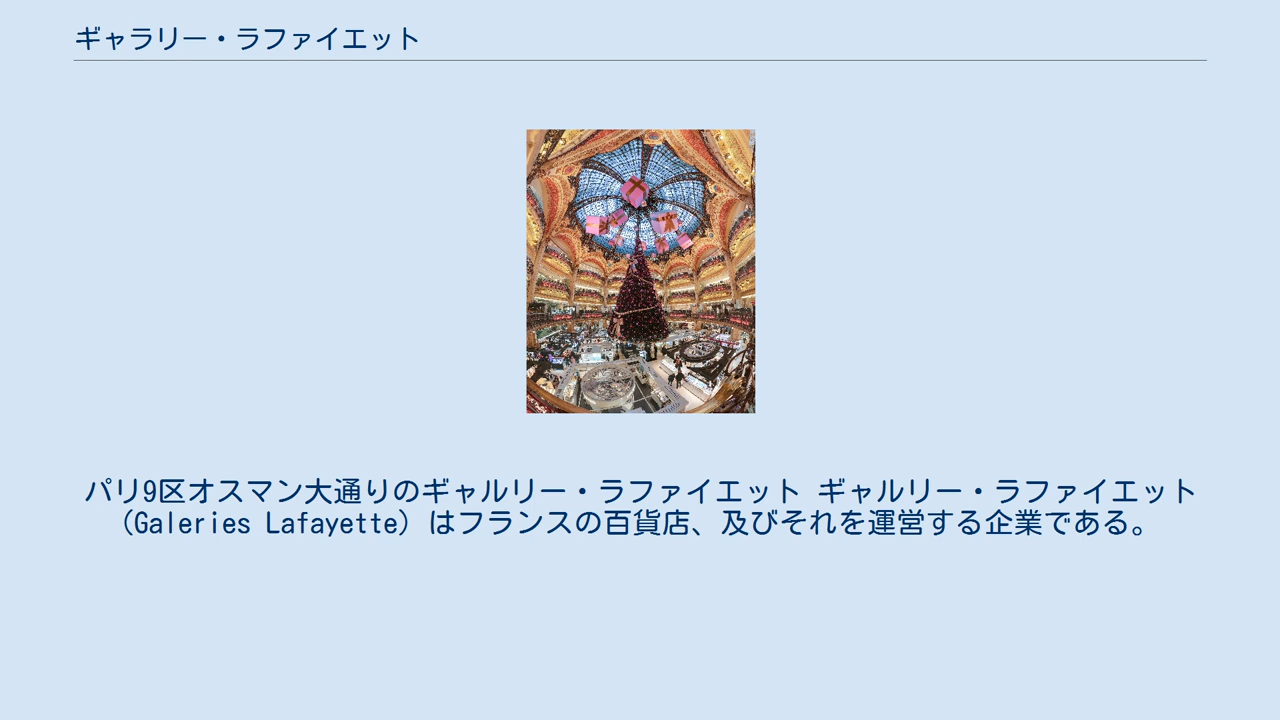 ギャラリー・ラファイエット
パリ9区オスマン大通りのギャルリー・ラファイエット ギャルリー・ラファイエット
(Galeries Lafayette) はフランスの百貨店、及びそれを運営する企業である。